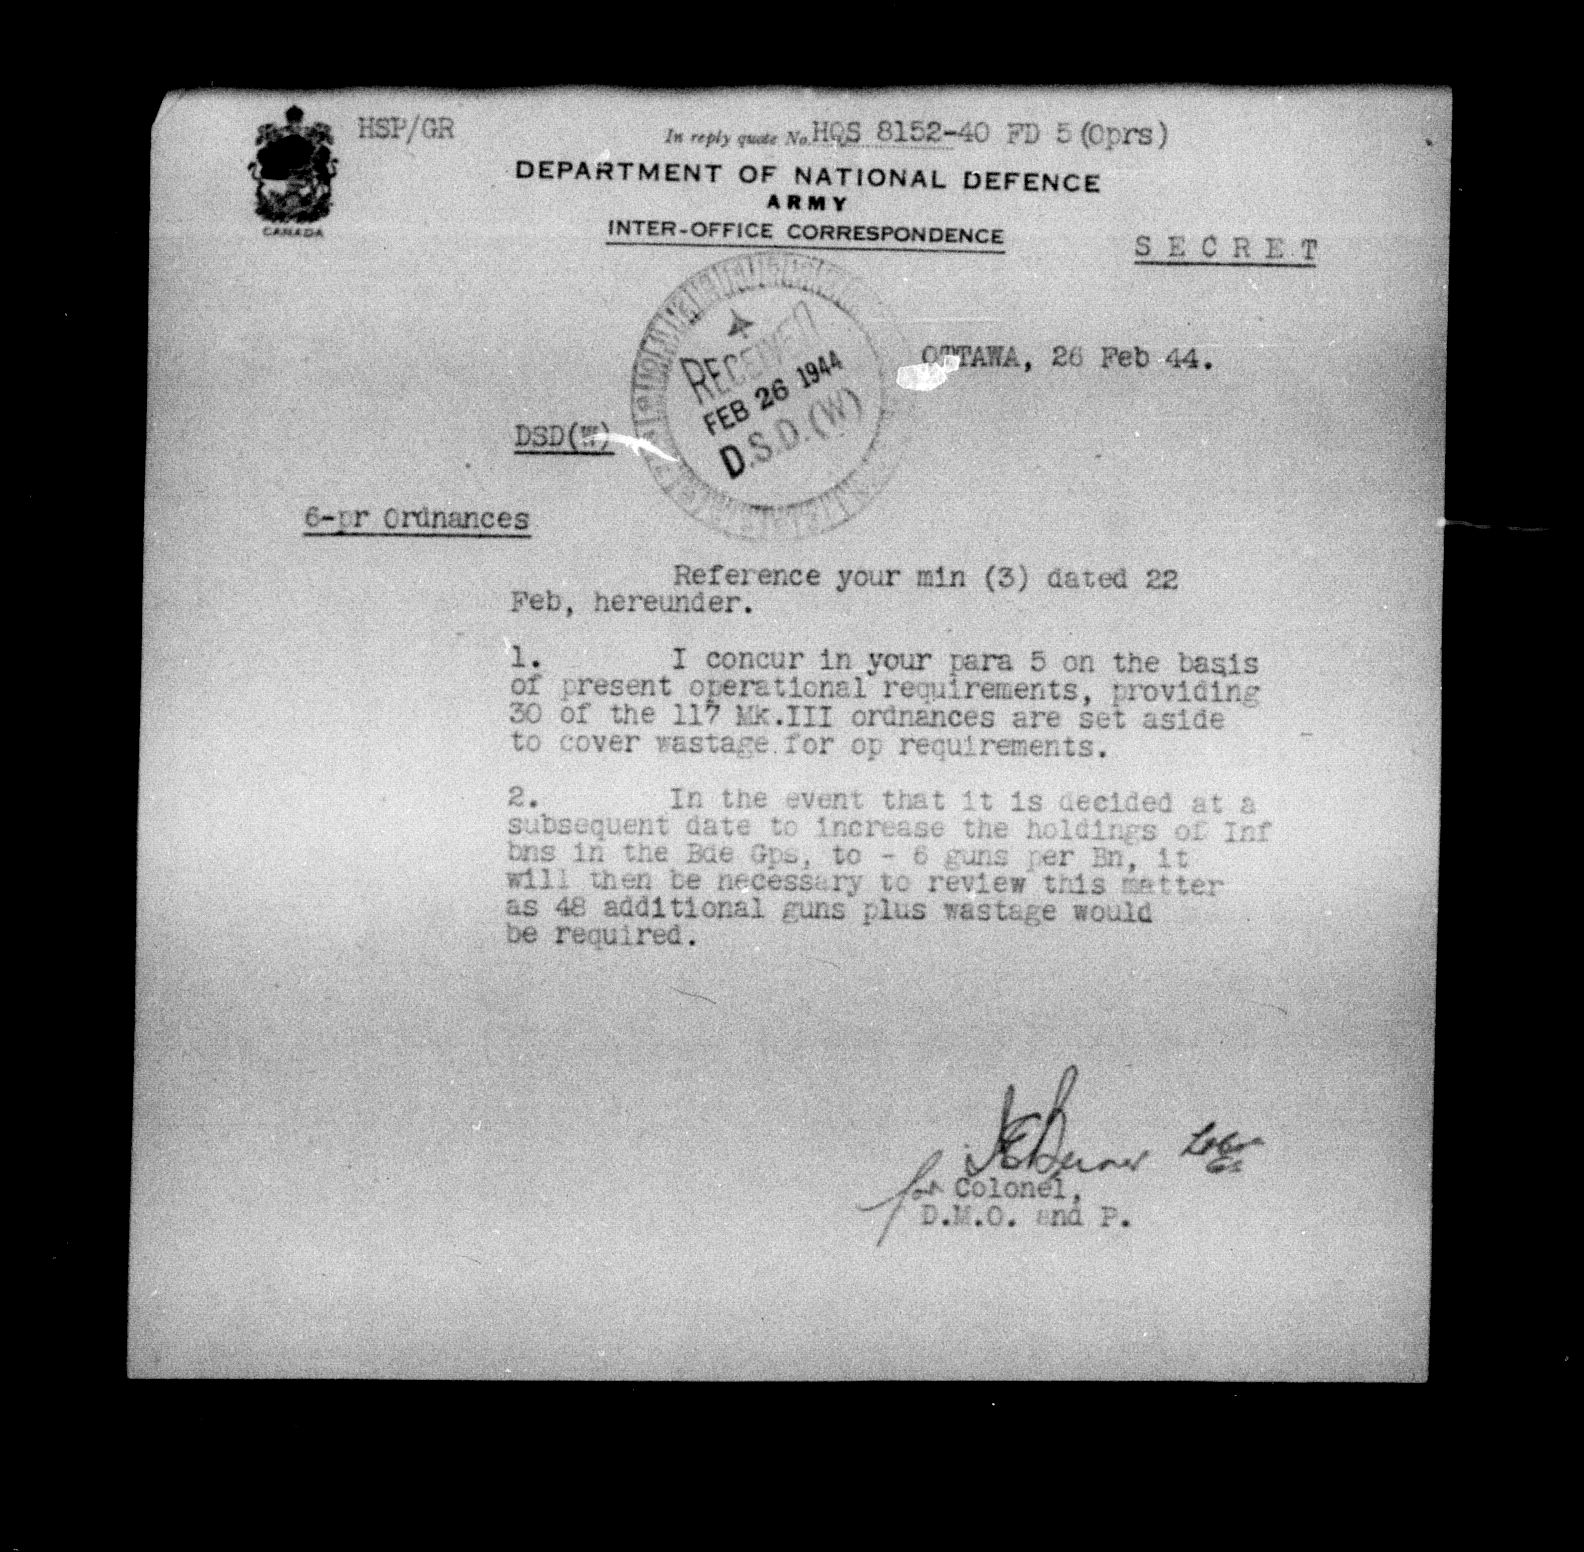 HSP/GR
In reply quote No. HQS 8152-40 FD 5(Oprs)
DEPARTMENT OF NATIONAL DEFENCE
ARMY
INTER-OFFICE CORRESPONDENCE
CANADA
S E C R E T
RECEIVED
FEB 26 1944
D.S.D.(W)
OTTAWA, 26 Feb 44.
DSD(W)
6-pr Ordnances
Reference your min (3) dated 22
Feb, hereunder.
1. I concur in your para 5 on the basis
of present operational requirements, providing
30 of the 117 Mk.III ordnances are set aside
to cover wastage for op requirements.
2. In the event that it is decided at a
subsequent date to increase the holdings of Inf
bns in the Bde Gps, to - 6 guns per Bn, it
will then be necessary to review this matter
as 48 additional guns plus wastage would
be required.
for Colonel,
D.M.O. and P.